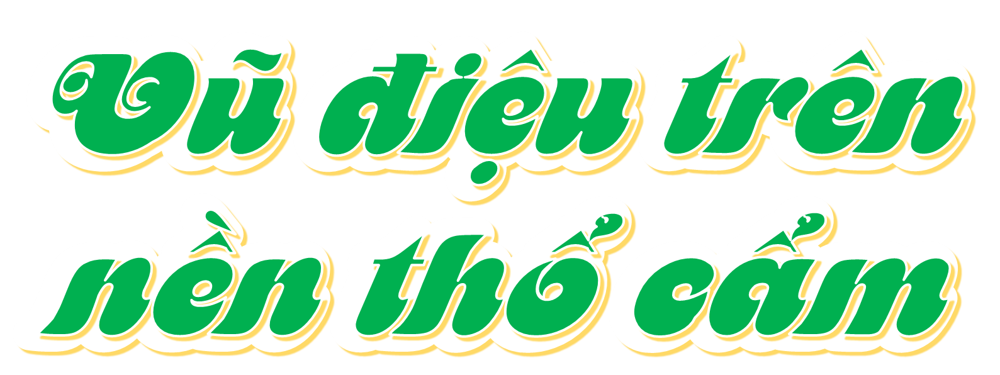 Vũ điệu trên
nền thổ cẩm